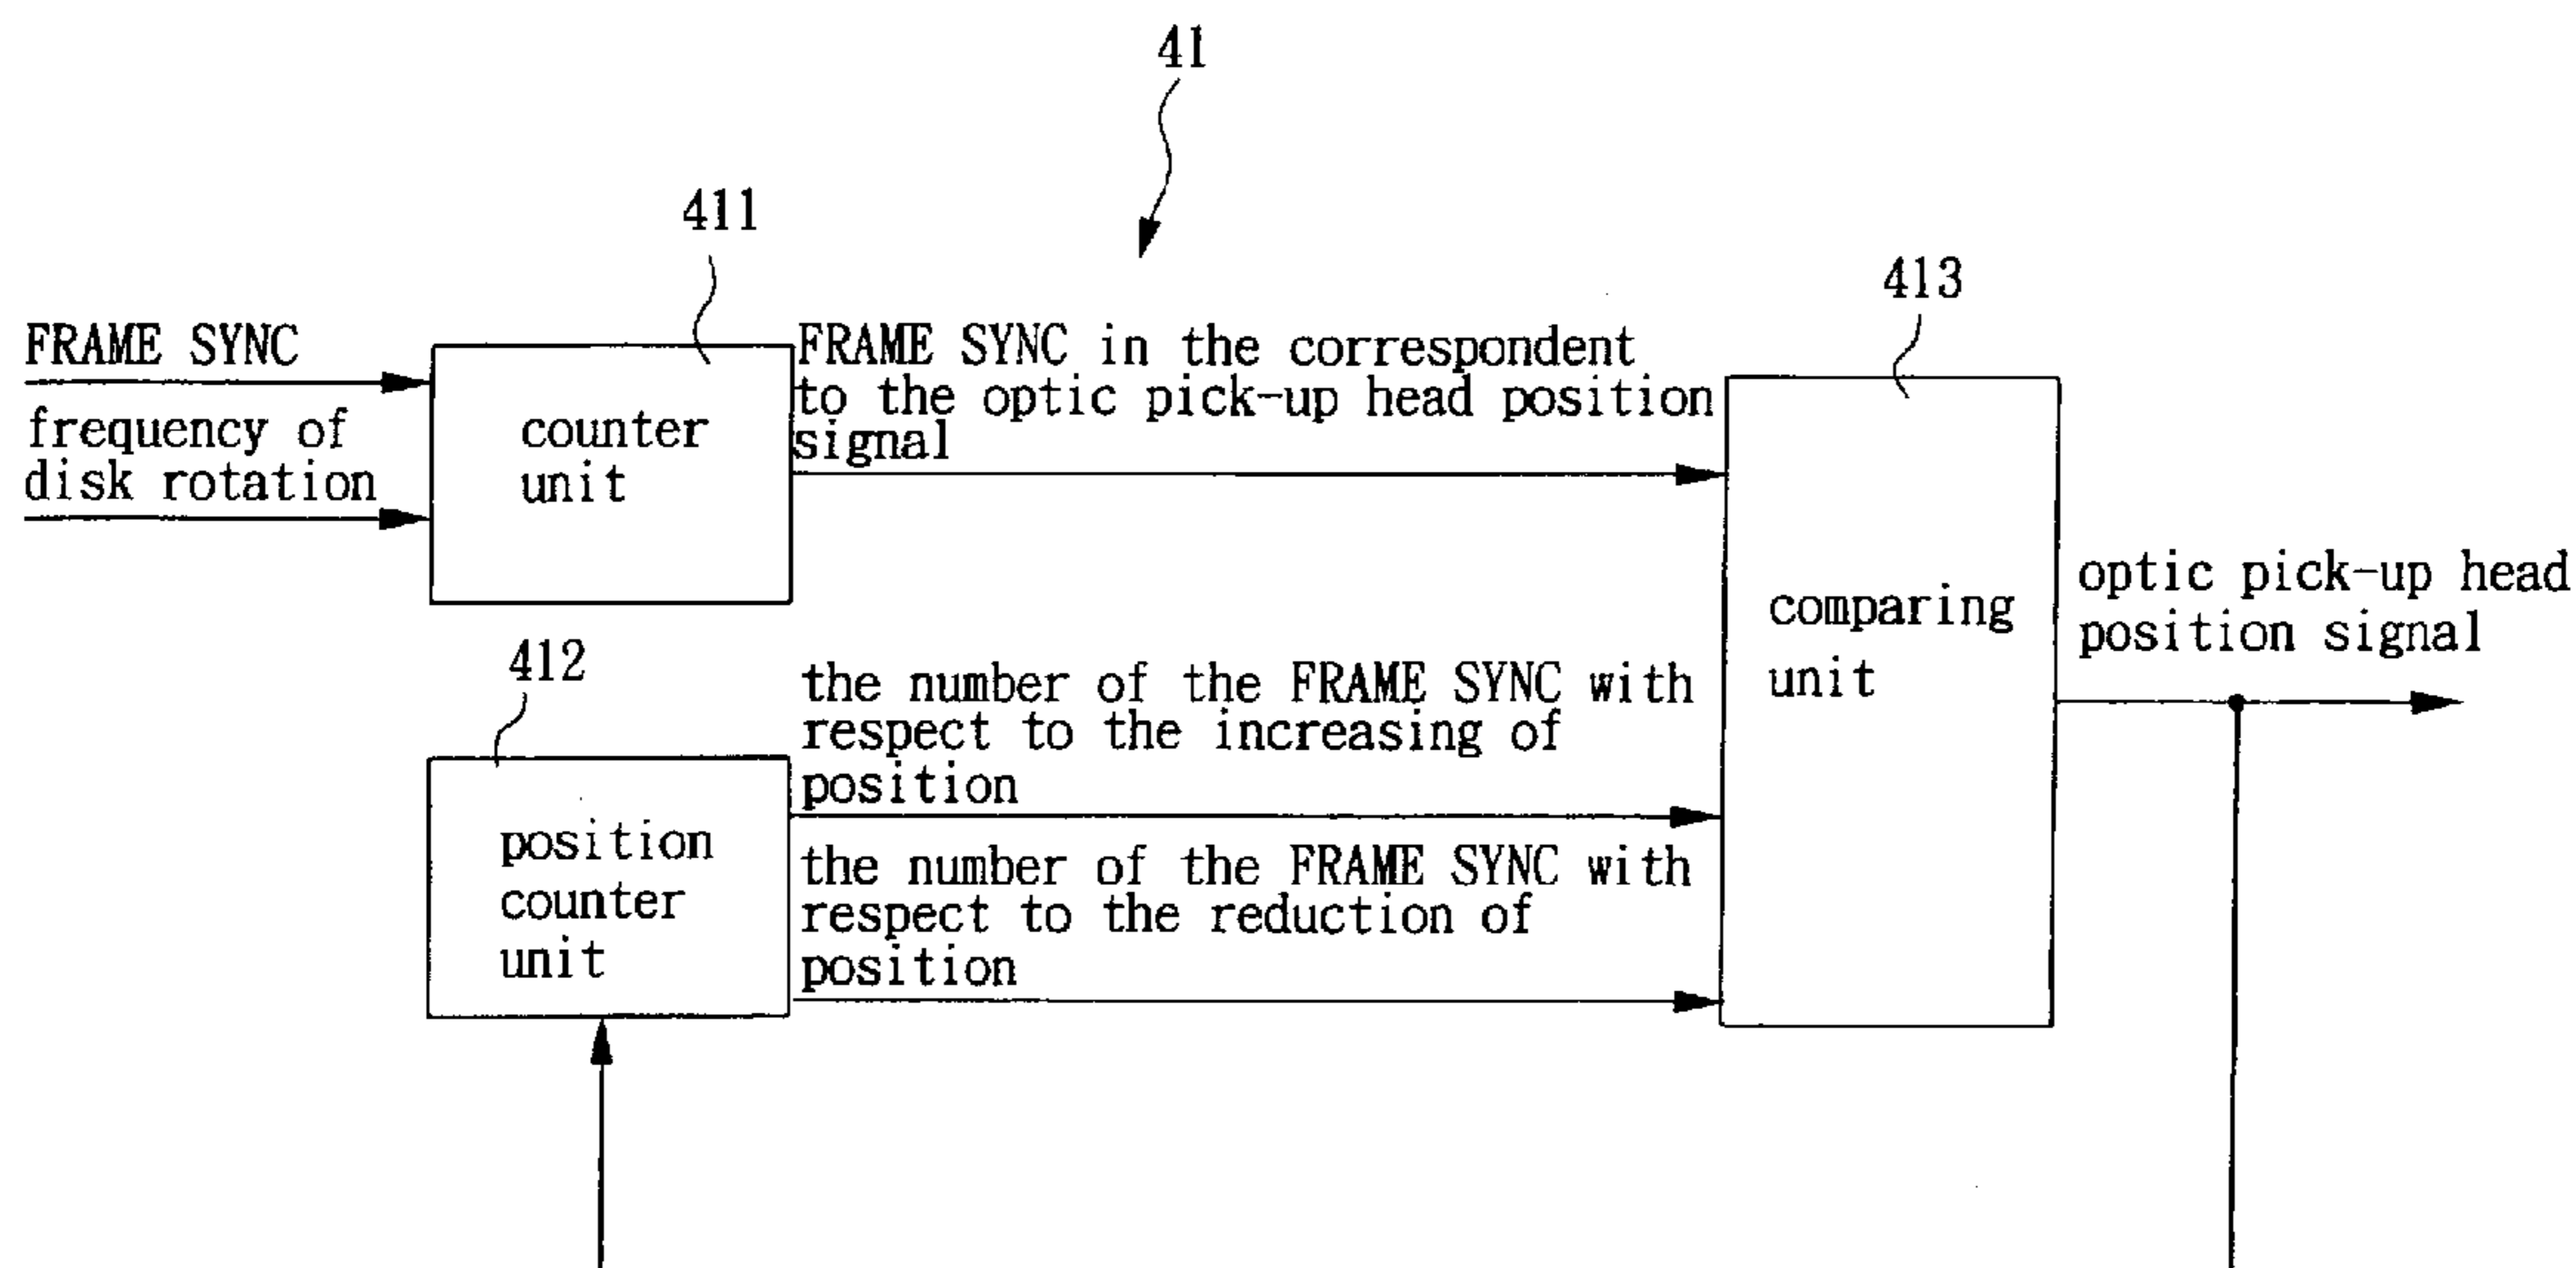 41
411
413
FRAME SYNC
frequency of
disk rotation
counter
unit
FRAME SYNC in the correspondent
to the optic pick-up head position
signal
comparing
unit
optic pick-up head
position signal
412
position
counter
unit
the number of the FRAME SYNC with
respect to the increasing of
position
the number of the FRAME SYNC with
respect to the reduction of
position